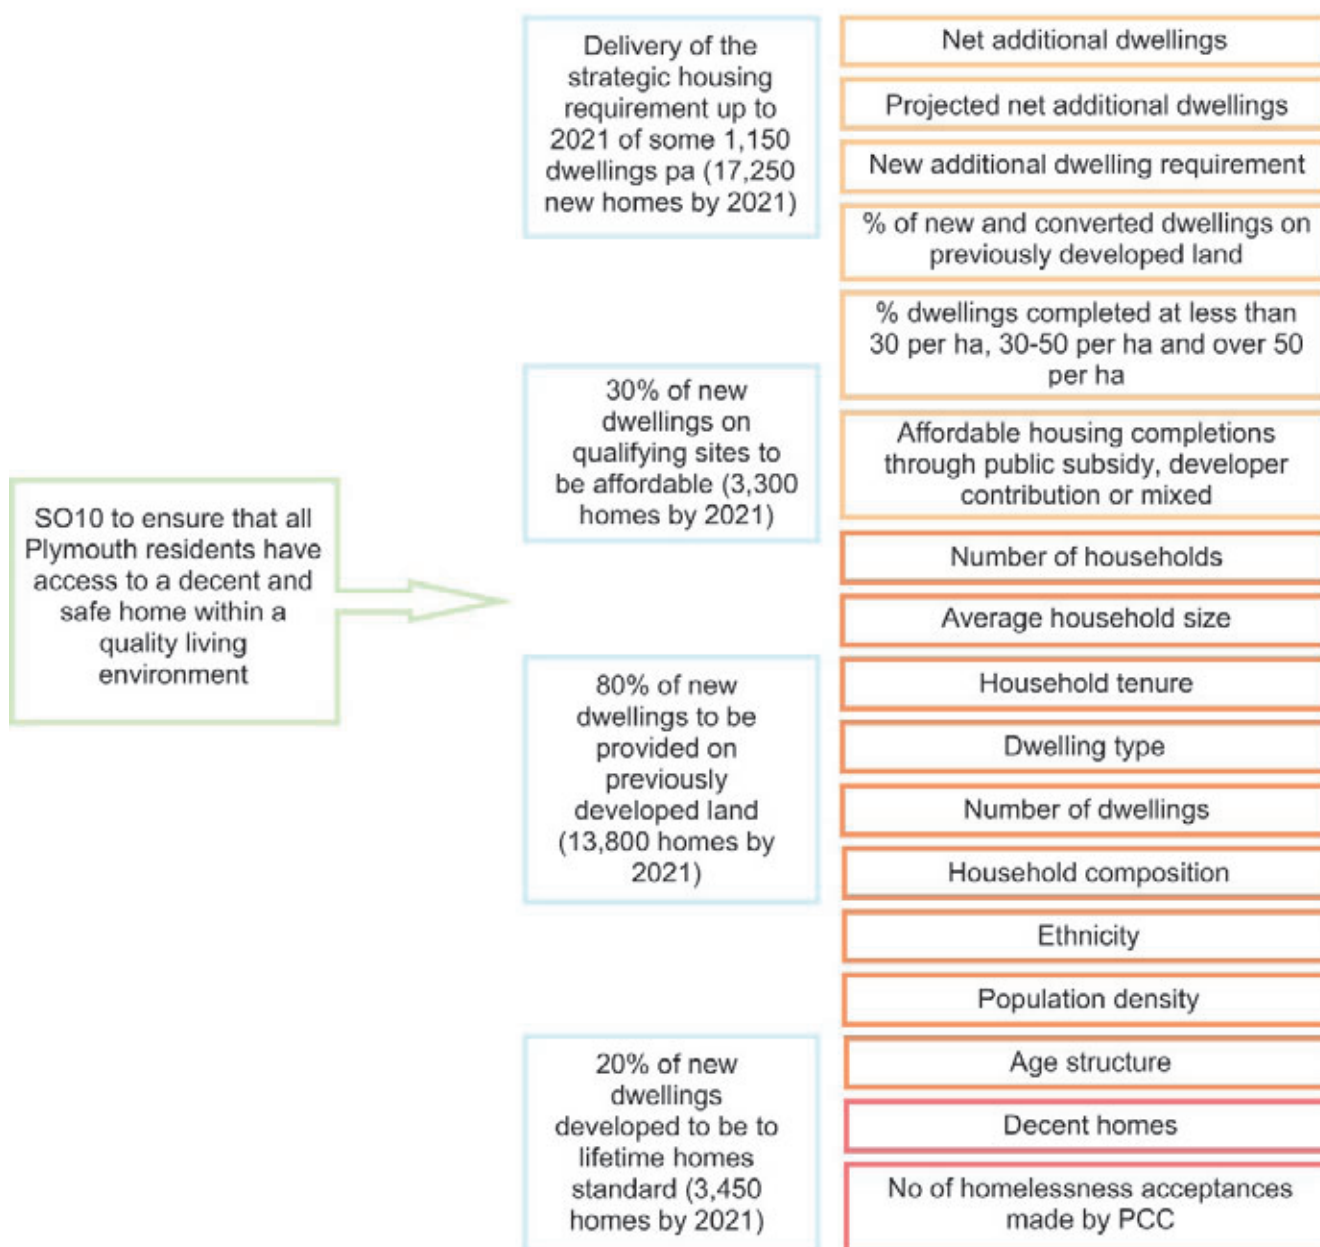 SO10 to ensure that all
Plymouth residents have
access to a decent and
safe home within a
quality living
environment
Delivery of the
strategic housing
requirement up to
2021 of some 1,150
dwellings pa (17,250
new homes by 2021)
30% of new
dwellings on
qualifying sites to
be affordable (3,300
homes by 2021)
80% of new
dwellings to be
provided on
previously
developed land
(13,800 homes by
2021)
20% of new
dwellings
developed to be to
lifetime homes
standard (3,450
homes by 2021)
Net additional dwellings
Projected net additional dwellings
New additional dwelling requirement
% of new and converted dwellings on
previously developed land
% dwellings completed at less than
30 per ha, 30-50 per ha and over 50
per ha
Affordable housing completions
through public subsidy, developer
contribution or mixed
Number of households
Average household size
Household tenure
Dwelling type
Number of dwellings
Household composition
Ethnicity
Population density
Age structure
Decent homes
No of homelessness acceptances
made by PCC